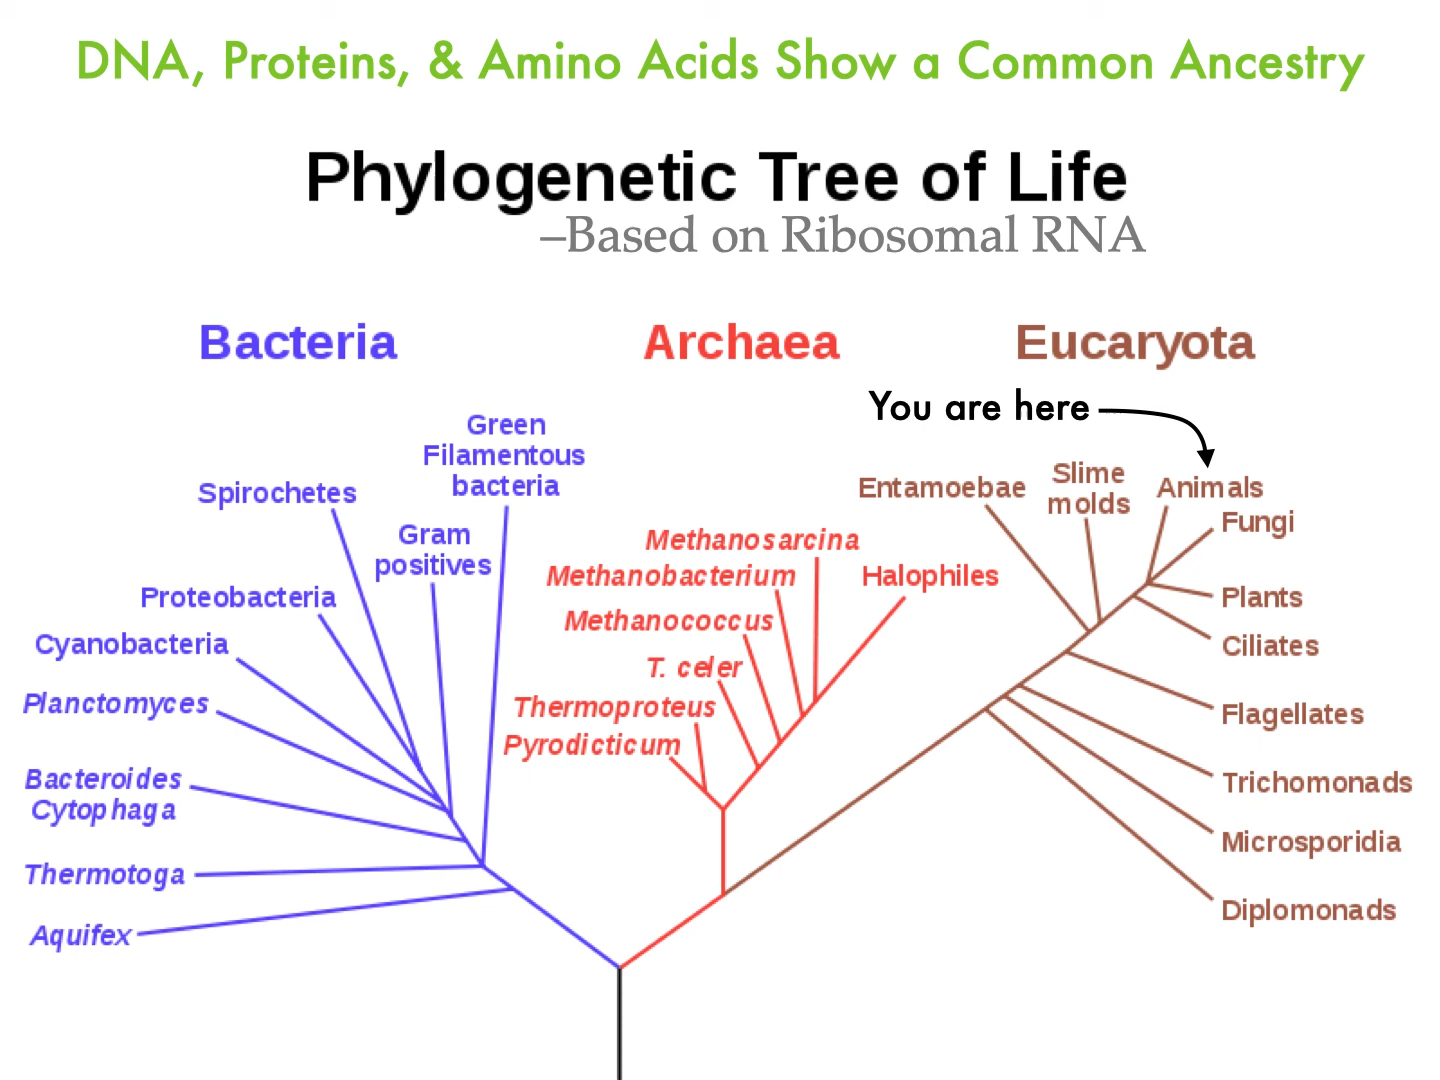 DNA, Proteins, & Amino Acids Show a Common Ancestry
Phylogenetic Tree of Life
–Based on Ribosomal RNA
Bacteria
Archaea
Eucaryota
You are here
Green
Filamentous
bacteria
Spirochetes
Gram
positives
Proteobacteria
Cyanobacteria
Planctomyces
Bacteroides
Cytophaga
Thermotoga
Aquifex
Methanosarcina
Methanobacterium
Halophiles
Methanococcus
T. celer
Thermoproteus
Pyrodicticum
Entamoebae
Slime
molds
Animals
Fungi
Plants
Ciliates
Flagellates
Trichomonads
Microsporidia
Diplomonads